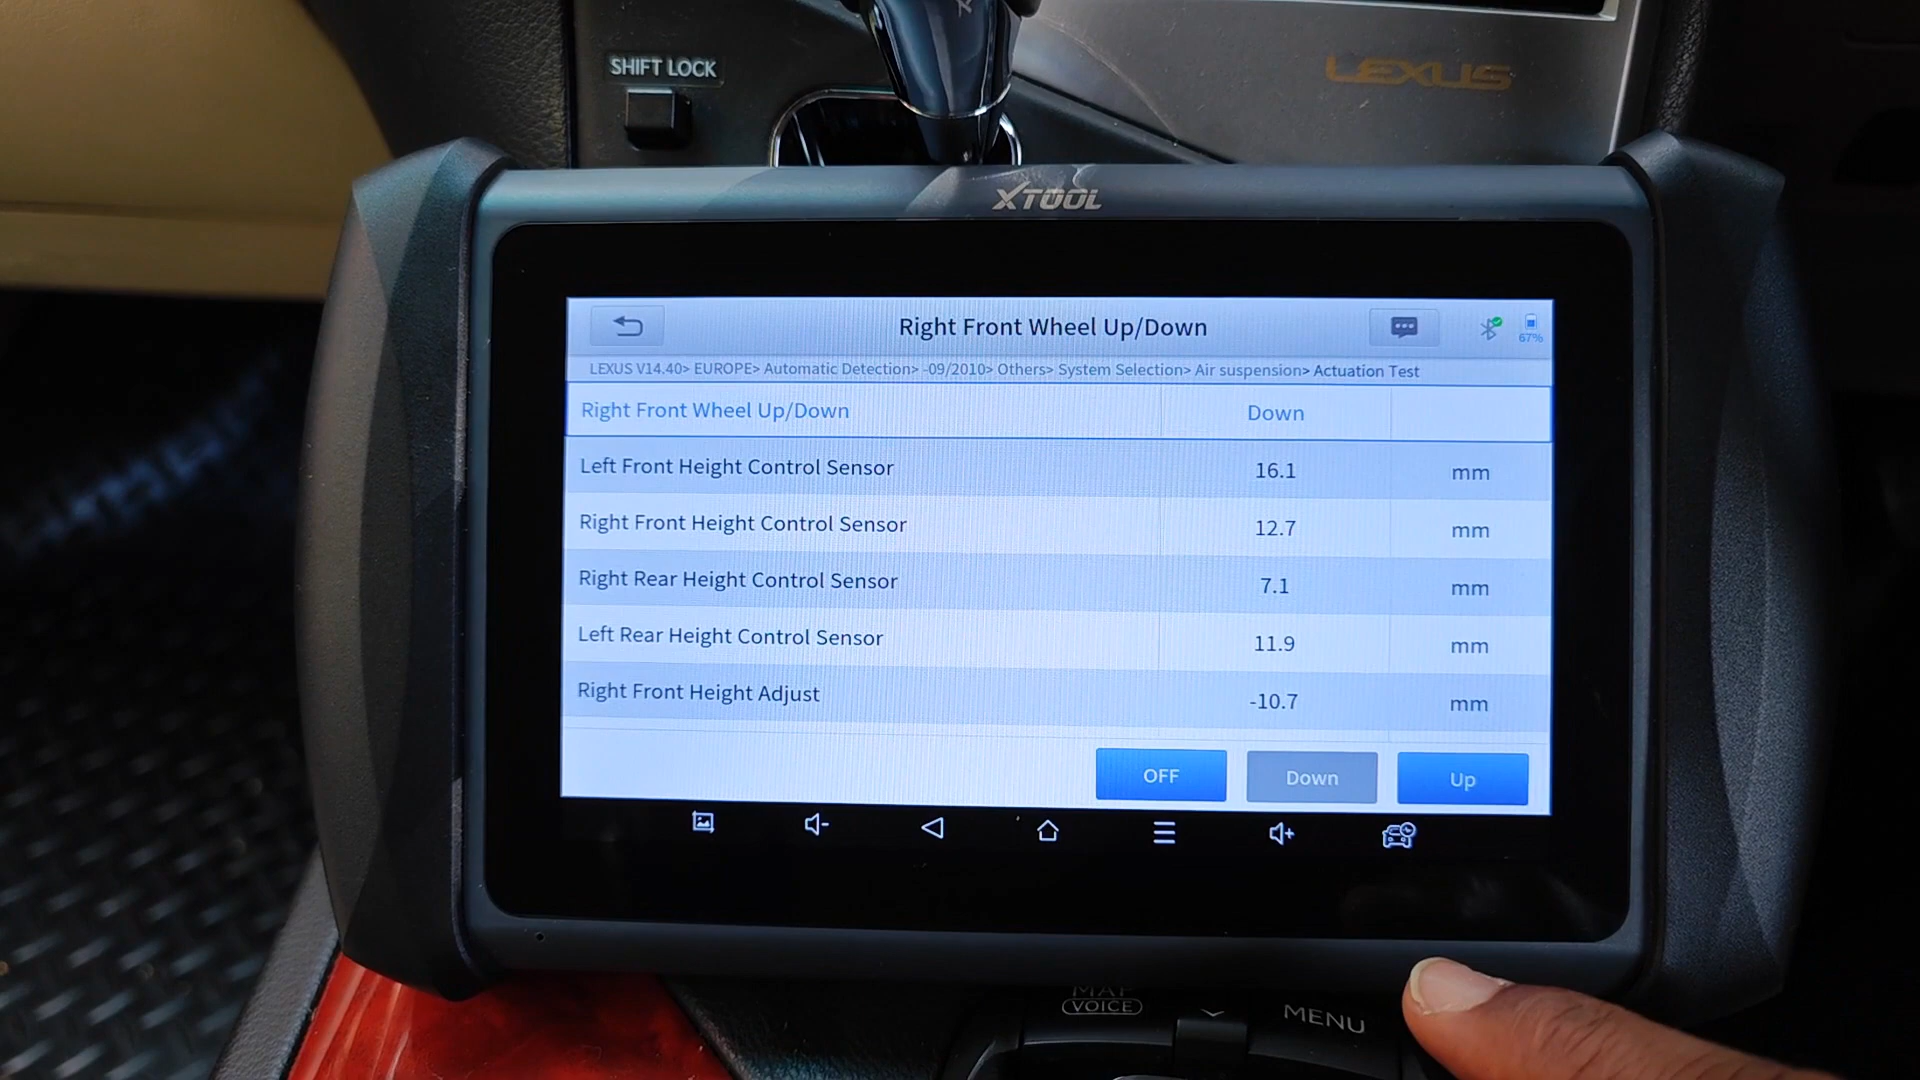 SHIFT LOCK
LEXUS
XTOOL
Right Front Wheel Up/Down
67%
LEXUS V14.40> EUROPE> Automatic Detection> -09/2010> Others> System Selection> Air suspension> Actuation Test
Right Front Wheel Up/Down Down
Left Front Height Control Sensor 16.1 mm
Right Front Height Control Sensor 12.7 mm
Right Rear Height Control Sensor 7.1 mm
Left Rear Height Control Sensor 11.9 mm
Right Front Height Adjust -10.7 mm
OFF Down Up
MAP
VOICE
MENU